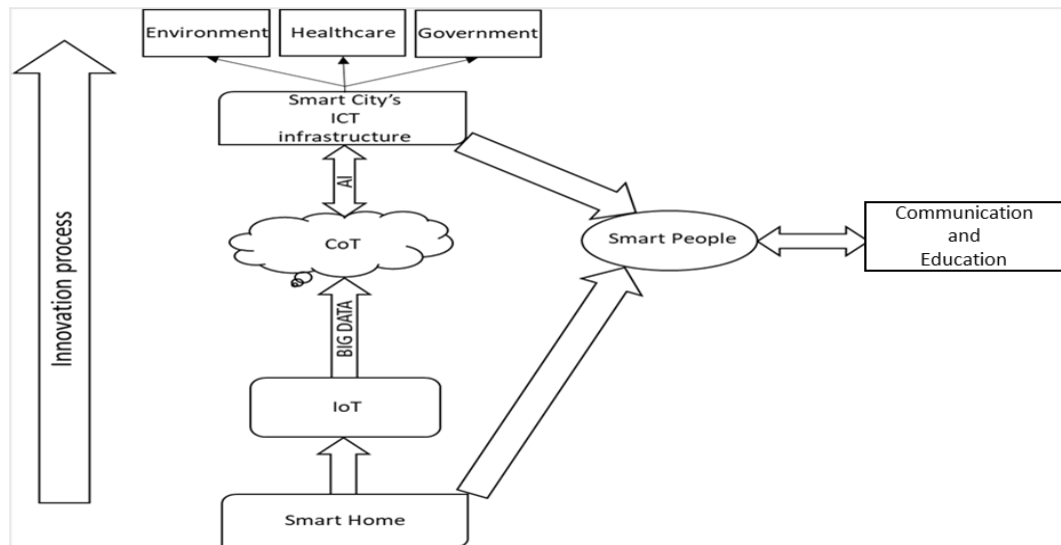 Environment
Healthcare
Government
Smart City's
ICT
infrastructure
AI
CoT
Smart People
Communication
and
Education
BIG DATA
Innovation process
IoT
Smart Home